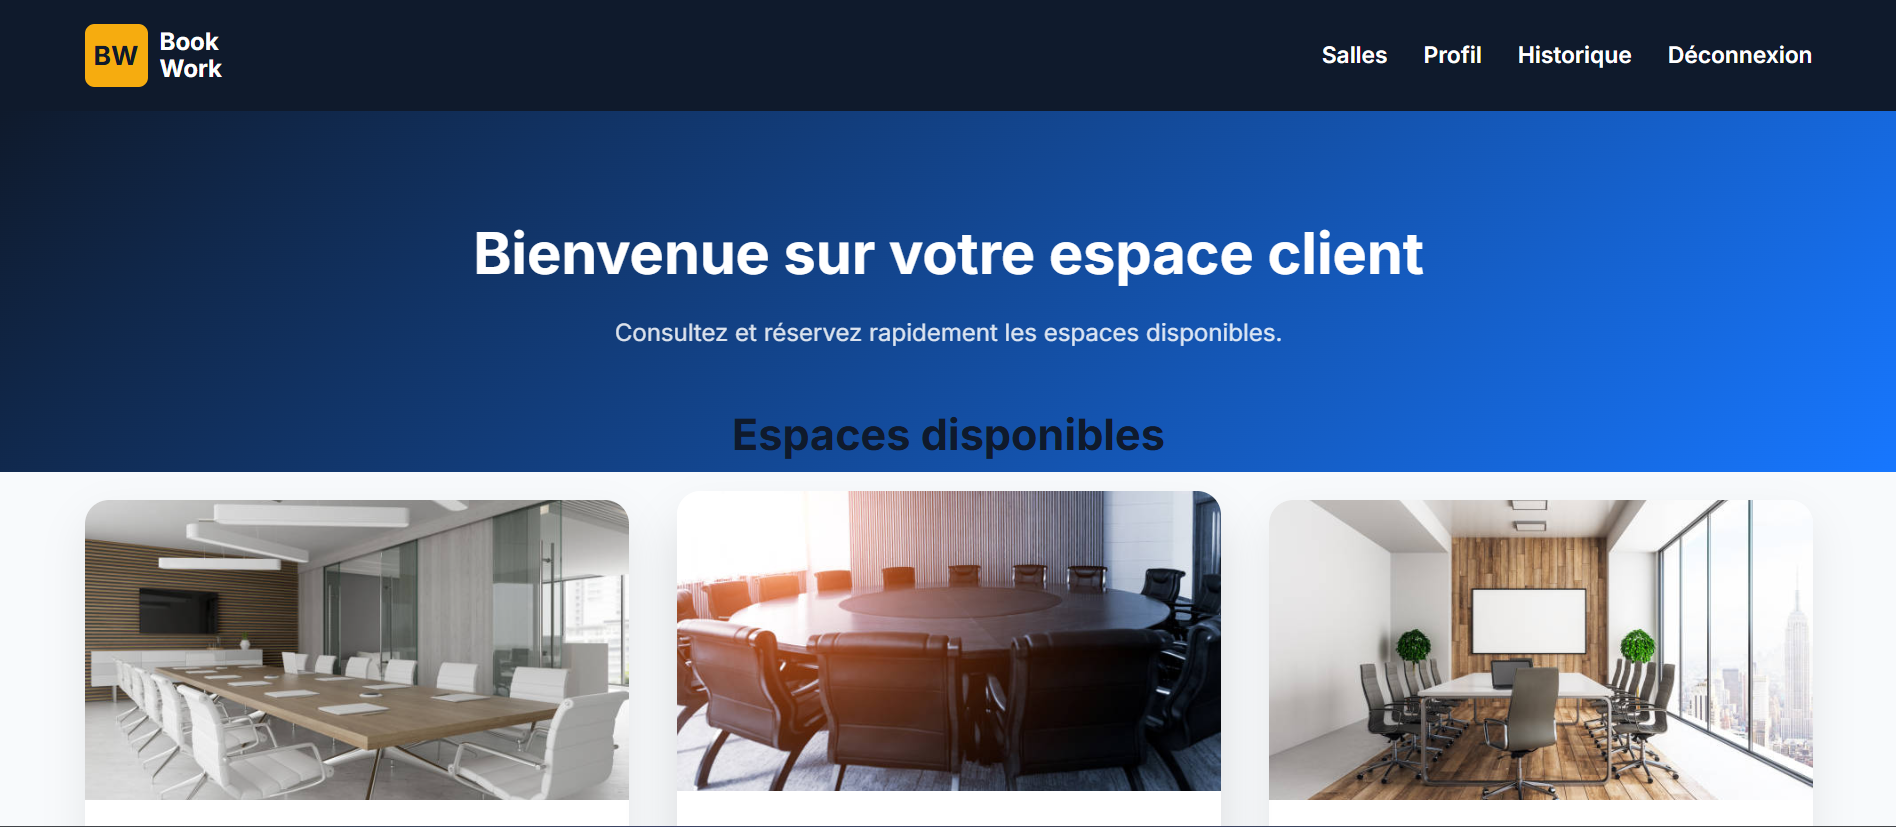 BW
Book
Work
Salles
Profil
Historique
Déconnexion
Bienvenue sur votre espace client
Consultez et réservez rapidement les espaces disponibles.
Espaces disponibles